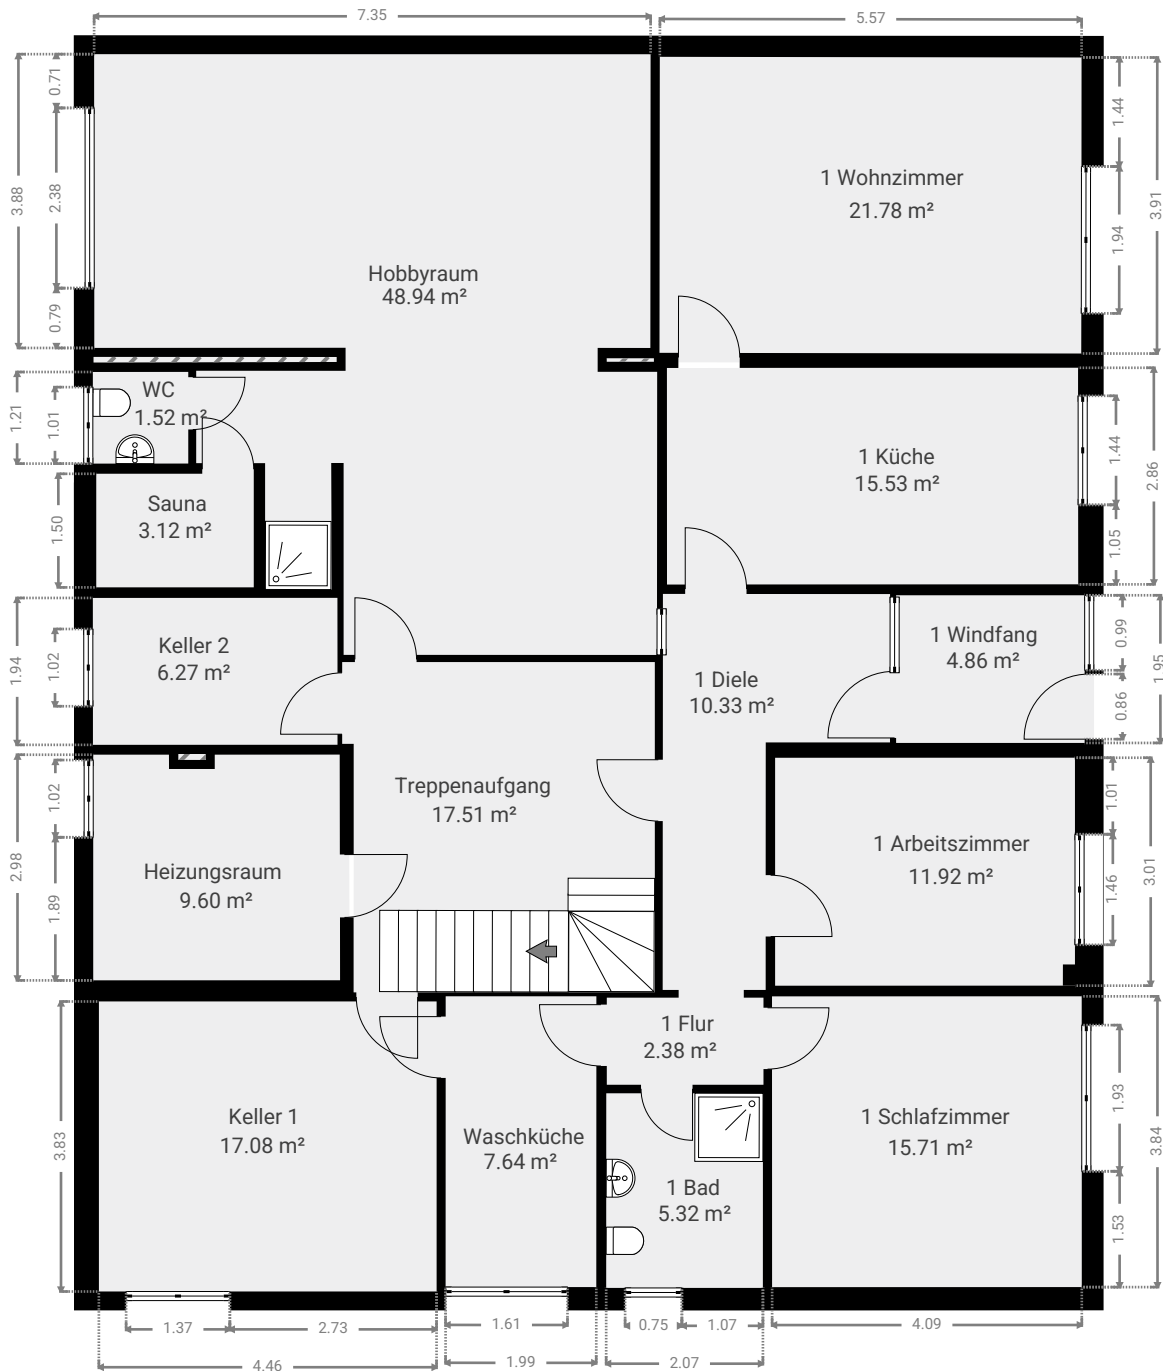 7.35
5.57
0.71
2.38
3.88
0.79
1.44
1.94
3.91
1 Wohnzimmer
21.78 m²
Hobbyraum
48.94 m²
WC
1.52 m²
1.21
1.01
1 Küche
15.53 m²
1.44
2.86
1.05
Sauna
3.12 m²
1.50
Keller 2
6.27 m²
1.94
1.02
1 Windfang
4.86 m²
0.99
1.95
0.86
1 Diele
10.33 m²
Treppenaufgang
17.51 m²
1.02
2.98
1.89
Heizungsraum
9.60 m²
1 Arbeitszimmer
11.92 m²
1.01
1.46
3.01
1 Flur
2.38 m²
Keller 1
17.08 m²
3.83
Waschküche
7.64 m²
1 Bad
5.32 m²
1 Schlafzimmer
15.71 m²
1.93
3.84
1.53
1.37
2.73
4.46
1.61
1.99
0.75
1.07
2.07
4.09